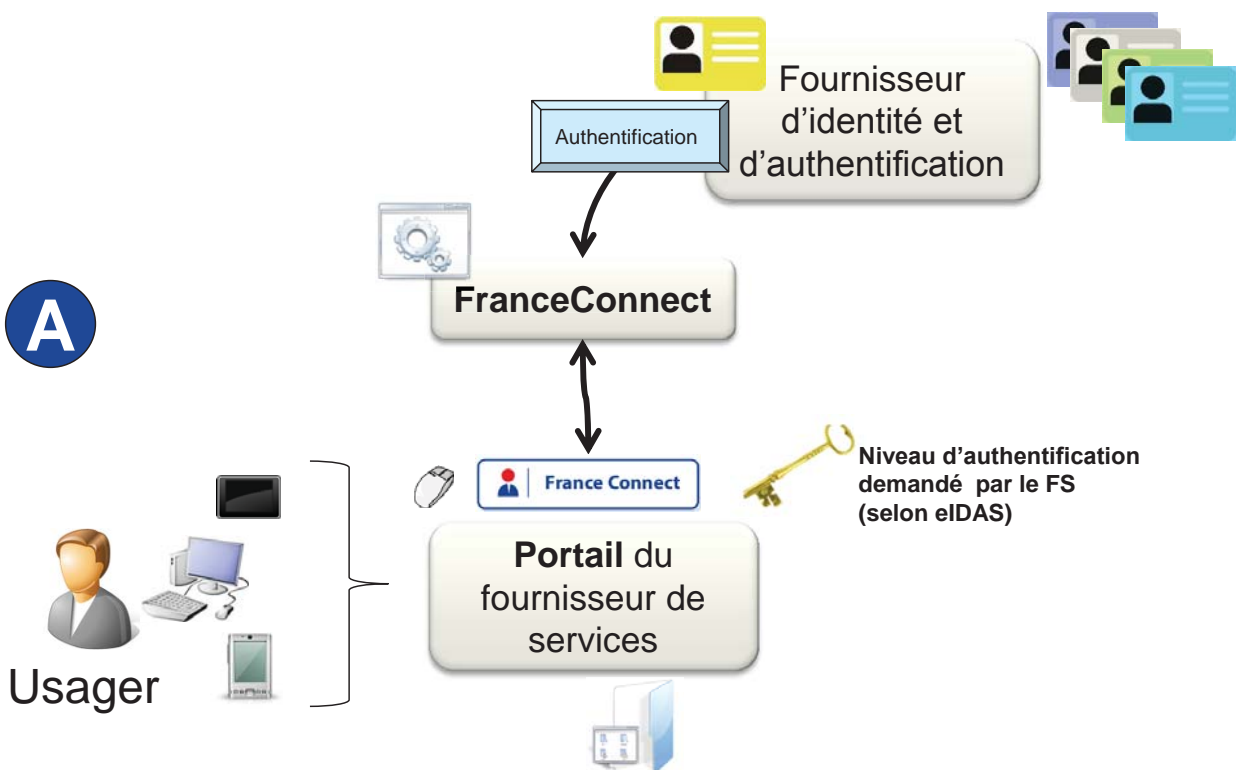 Fournisseur
d’identité et
d’authentification
Authentification
FranceConnect
A
France Connect
Niveau d’authentification
demandé par le FS
(selon eIDAS)
Portail du
fournisseur de
services
Usager